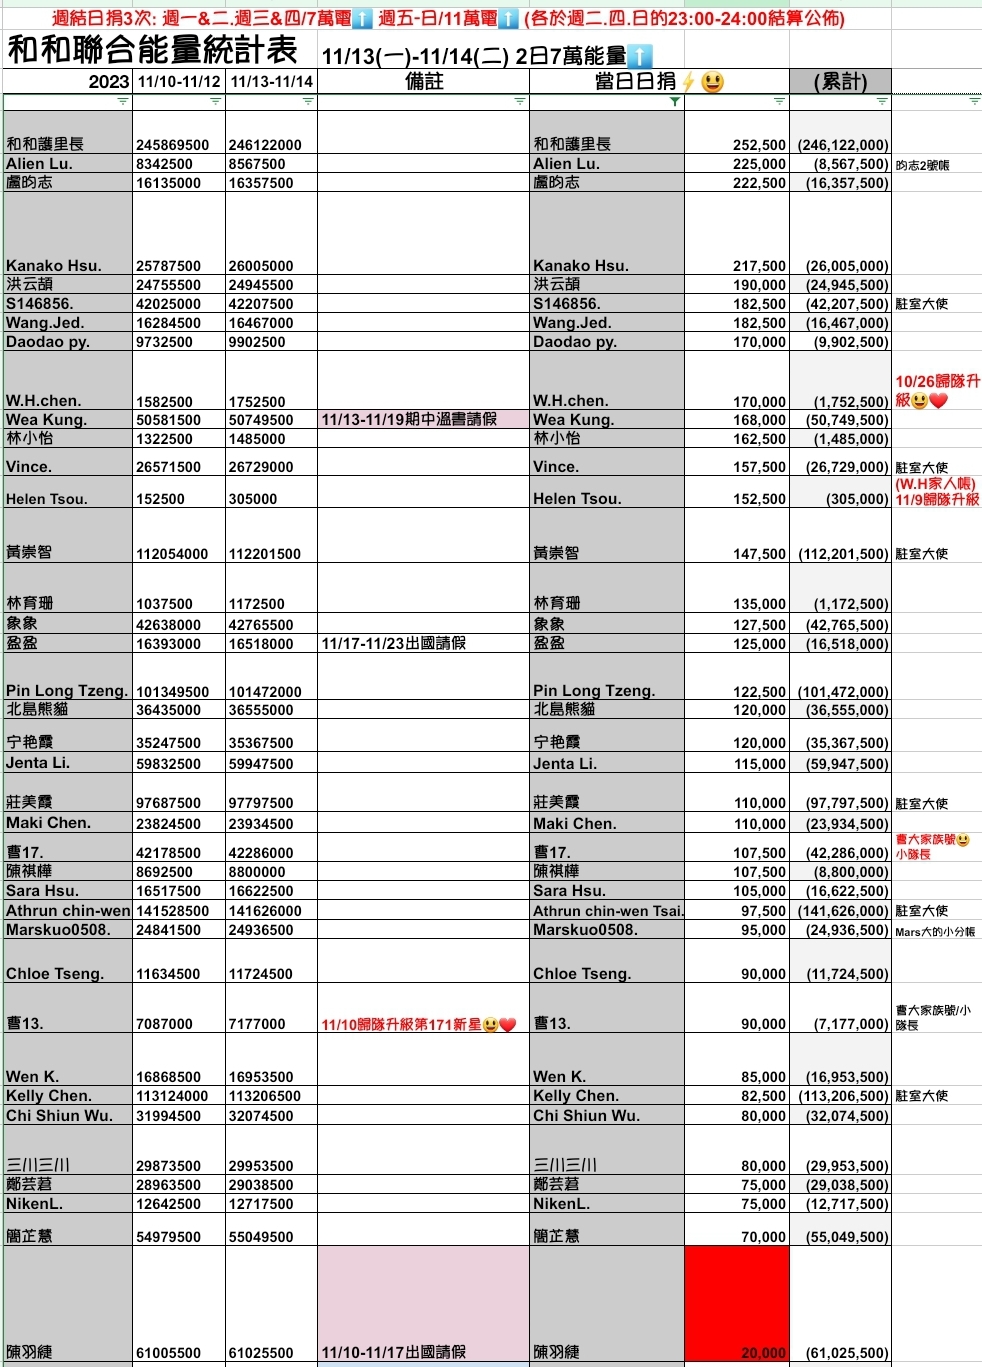 週結日捐3次: 週一&二.週三&四/7萬電⬆️ 週五-日/11萬電⬆️ (各於週二.四.日的23:00-24:00結算公佈)
和和聯合能量統計表 11/13(一)-11/14(二) 2日7萬能量⬆️
2023 11/10-11/12 11/13-11/14 備註 當日日捐⚡😃 (累計)
和和護里長 245869500 246122000 和和護里長 252,500 (246,122,000)
Alien Lu. 8342500 8567500 Alien Lu. 225,000 (8,567,500) 昀志2號帳
盧昀志 16135000 16357500 盧昀志 222,500 (16,357,500)
Kanako Hsu. 25787500 26005000 Kanako Hsu. 217,500 (26,005,000)
洪云頡 24755500 24945500 洪云頡 190,000 (24,945,500)
S146856. 42025000 42207500 S146856. 182,500 (42,207,500) 駐室大使
Wang.Jed. 16284500 16467000 Wang.Jed. 182,500 (16,467,000)
Daodao py. 9732500 9902500 Daodao py. 170,000 (9,902,500)
W.H.chen. 1582500 1752500 W.H.chen. 170,000 (1,752,500) 10/26歸隊升
級😃❤️
Wea Kung. 50581500 50749500 11/13-11/19期中溫書請假 Wea Kung. 168,000 (50,749,500)
林小怡 1322500 1485000 林小怡 162,500 (1,485,000)
Vince. 26571500 26729000 Vince. 157,500 (26,729,000) 駐室大使
Helen Tsou. 152500 305000 Helen Tsou. 152,500 (305,000) (W.H家人帳)
11/9歸隊升級
黃崇智 112054000 112201500 黃崇智 147,500 (112,201,500) 駐室大使
林育珊 1037500 1172500 林育珊 135,000 (1,172,500)
象象 42638000 42765500 象象 127,500 (42,765,500)
盈盈 16393000 16518000 11/17-11/23出國請假 盈盈 125,000 (16,518,000)
Pin Long Tzeng. 101349500 101472000 Pin Long Tzeng. 122,500 (101,472,000)
北島熊貓 36435000 36555000 北島熊貓 120,000 (36,555,000)
宁艳霞 35247500 35367500 宁艳霞 120,000 (35,367,500)
Jenta Li. 59832500 59947500 Jenta Li. 115,000 (59,947,500)
莊美霞 97687500 97797500 莊美霞 110,000 (97,797,500) 駐室大使
Maki Chen. 23824500 23934500 Maki Chen. 110,000 (23,934,500)
曹17. 42178500 42286000 曹17. 107,500 (42,286,000) 曹大家族號😃
小隊長
陳祺樺 8692500 8800000 陳祺樺 107,500 (8,800,000)
Sara Hsu. 16517500 16622500 Sara Hsu. 105,000 (16,622,500)
Athrun chin-wen 141528500 141626000 Athrun chin-wen Tsai. 97,500 (141,626,000) 駐室大使
Marskuo0508. 24841500 24936500 Marskuo0508. 95,000 (24,936,500) Mars大的小分帳
Chloe Tseng. 11634500 11724500 Chloe Tseng. 90,000 (11,724,500)
曹13. 7087000 7177000 11/10歸隊升級第171新星😃❤️ 曹13. 90,000 (7,177,000) 曹大家族號/小
隊長
Wen K. 16868500 16953500 Wen K. 85,000 (16,953,500)
Kelly Chen. 113124000 113206500 Kelly Chen. 82,500 (113,206,500) 駐室大使
Chi Shiun Wu. 31994500 32074500 Chi Shiun Wu. 80,000 (32,074,500)
三川三川 29873500 29953500 三川三川 80,000 (29,953,500)
鄭芸苕 28963500 29038500 鄭芸苕 75,000 (29,038,500)
NikenL. 12642500 12717500 NikenL. 75,000 (12,717,500)
簡芷慧 54979500 55049500 簡芷慧 70,000 (55,049,500)
陳羽緁 61005500 61025500 11/10-11/17出國請假 陳羽緁 20,000 (61,025,500)